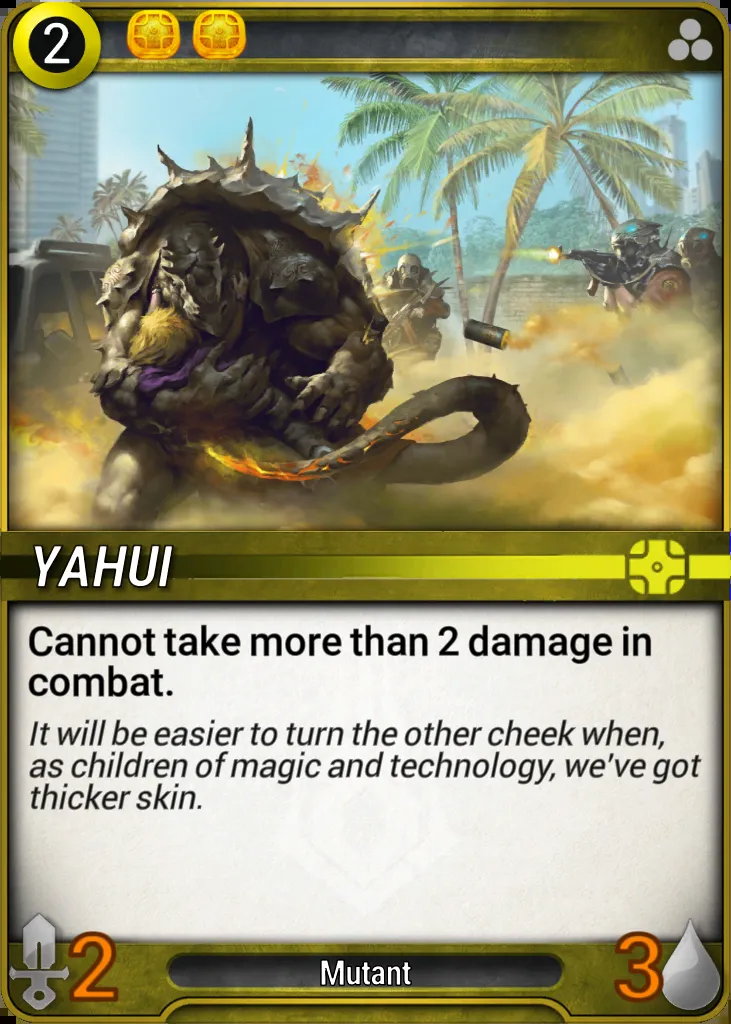 2
YAHUI
Cannot take more than 2 damage in
combat.
It will be easier to turn the other cheek when,
as children of magic and technology, we've got
thicker skin.
2
Mutant
3